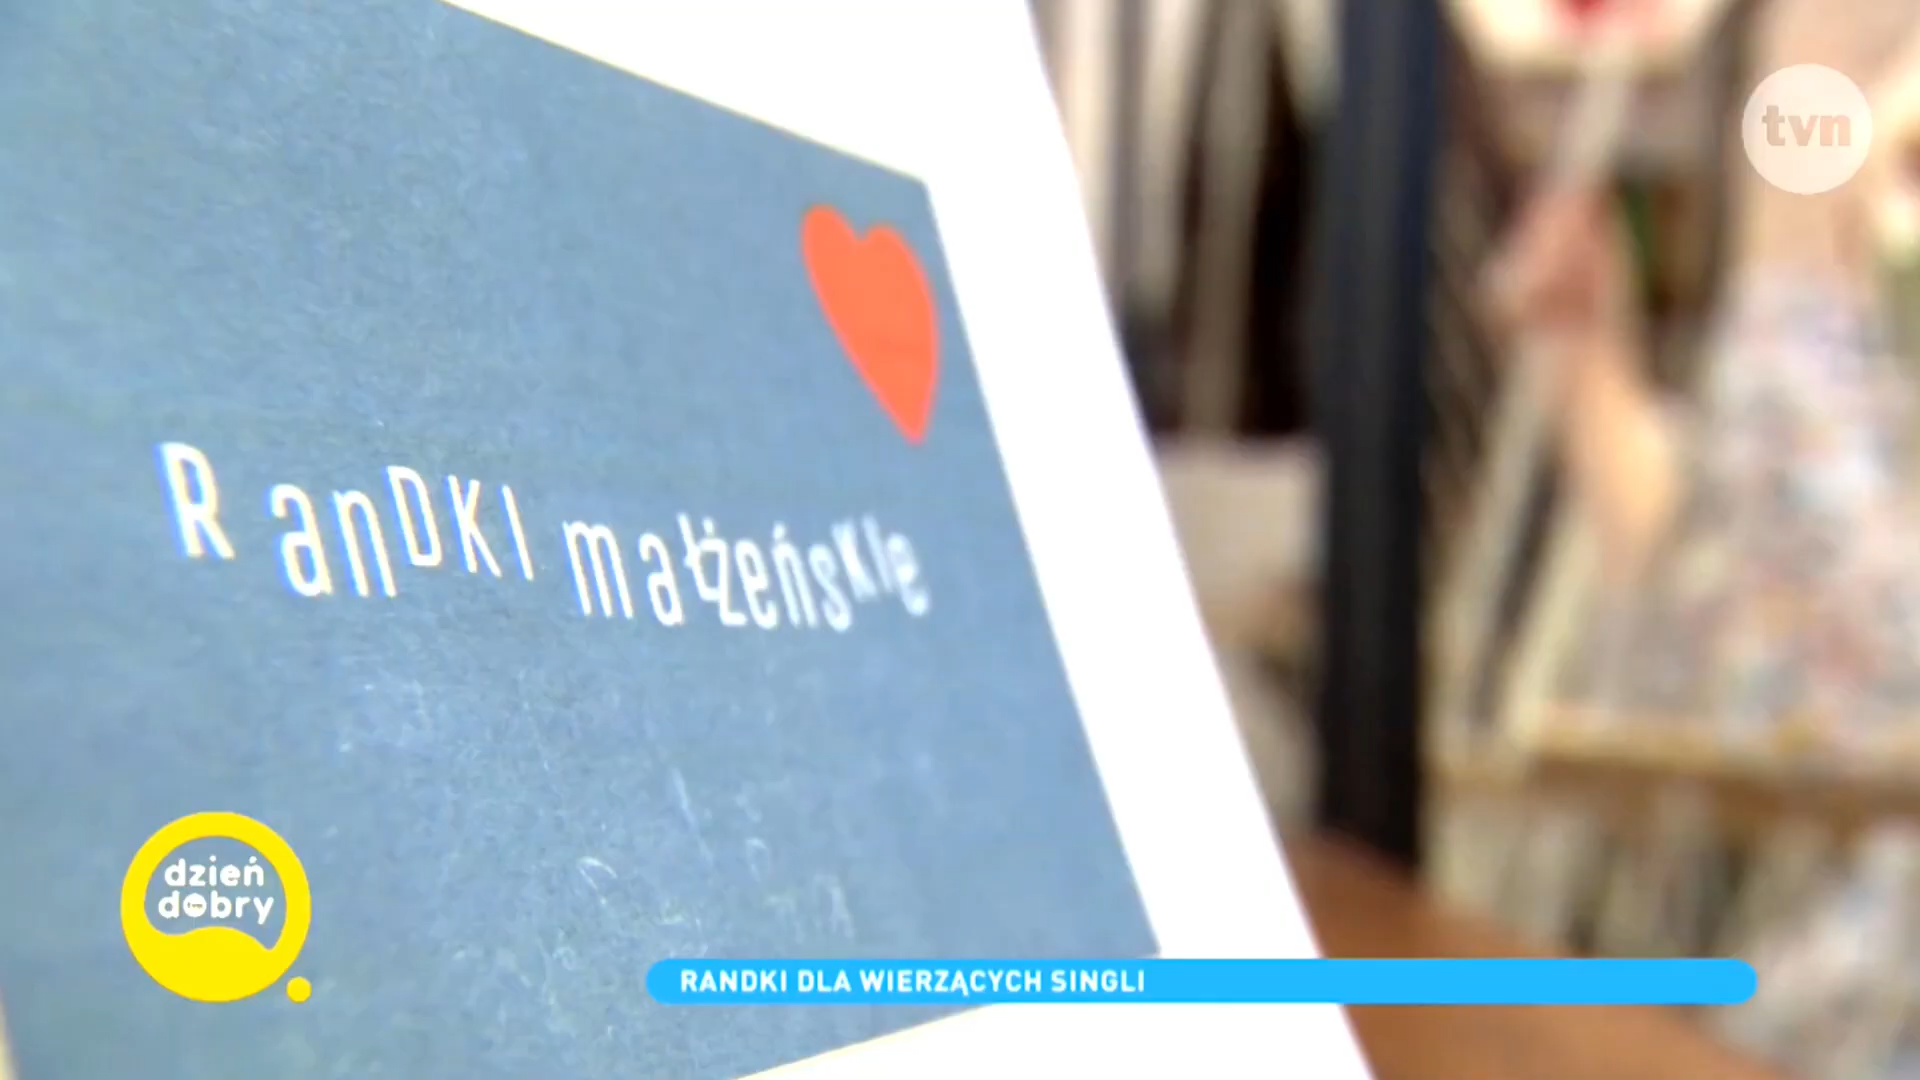 tvn
RanDKI małżeńsKIe
dzień
dobry
RANDKI DLA WIERZĄCYCH SINGLI